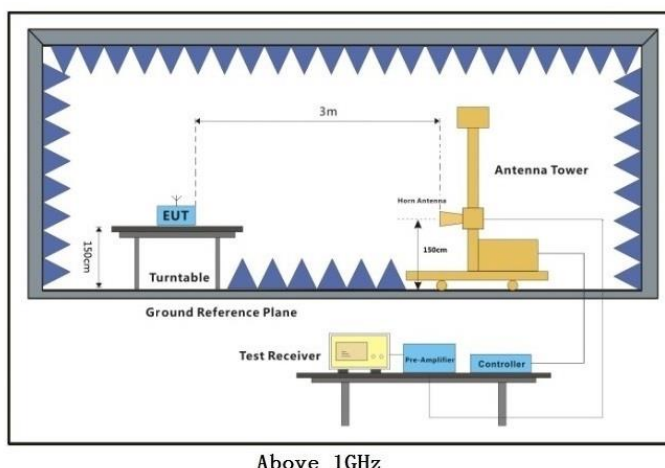 3m
Antenna Tower
Horn Antenna
EUT
150cm
150cm
Turntable
Ground Reference Plane
Test Receiver
Pre-Amplifier
Controller
Above 1GHz